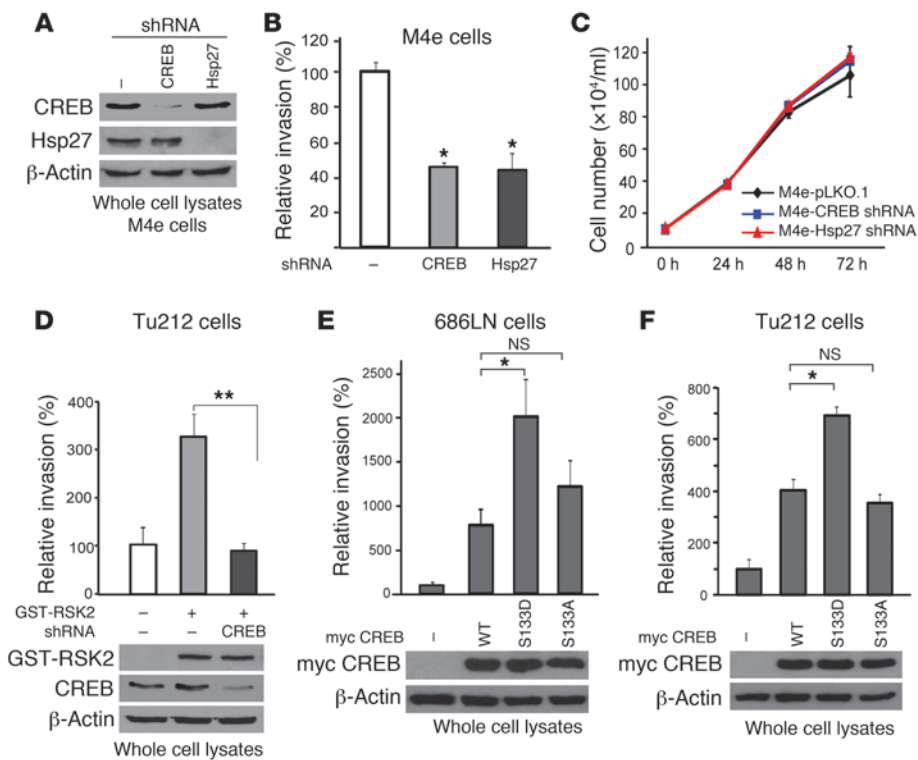 A
shRNA
–
CREB
Hsp27
CREB
Hsp27
β-Actin
Whole cell lysates
M4e cells
B
M4e cells
Relative invasion (%)
120
100
80
60
40
20
*
*
shRNA
–
CREB
Hsp27
C
Cell number (×10⁴/ml)
120
100
80
60
40
20
0
M4e-pLKO.1
M4e-CREB shRNA
M4e-Hsp27 shRNA
0 h
24 h
48 h
72 h
D
Tu212 cells
Relative invasion (%)
400
300
200
100
0
**
GST-RSK2 – + +
shRNA – – CREB
GST-RSK2
CREB
β-Actin
Whole cell lysates
E
686LN cells
Relative invasion (%)
2500
2000
1500
1000
500
0
NS
*
myc CREB – WT S133D S133A
myc CREB
β-Actin
Whole cell lysates
F
Tu212 cells
Relative invasion (%)
800
600
400
200
0
NS
*
myc CREB – WT S133D S133A
myc CREB
β-Actin
Whole cell lysates